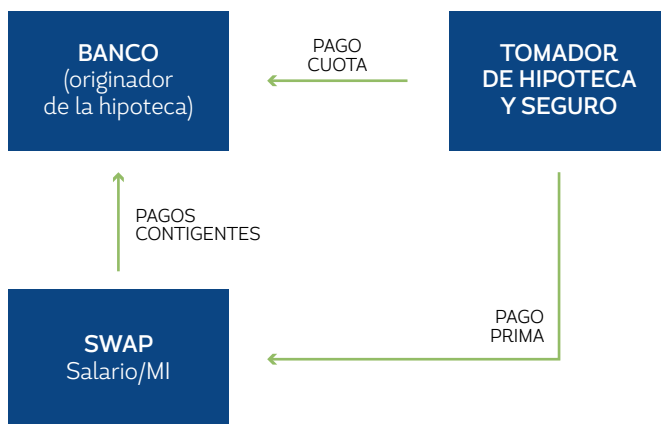 BANCO
(originador
de la hipoteca)
PAGO
CUOTA
TOMADOR
DE HIPOTECA
Y SEGURO
PAGOS
CONTIGENTES
SWAP
Salario/MI
PAGO
PRIMA